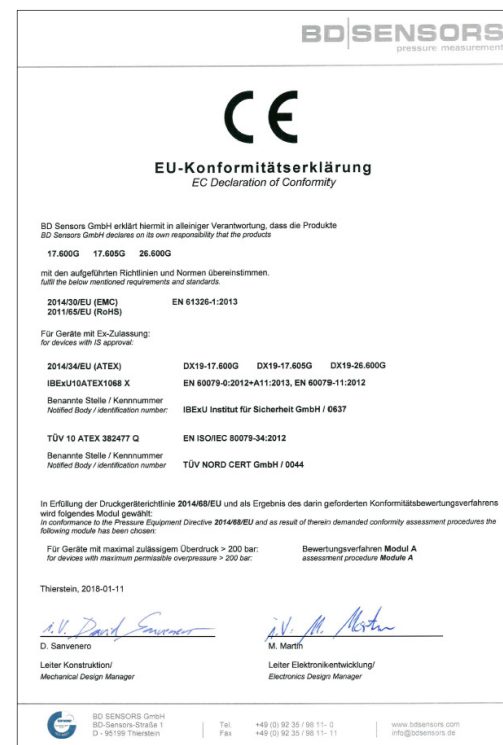 BD|SENSORS
pressure measurement
CE
EU-Konformitätserklärung
EC Declaration of Conformity
BD Sensors GmbH erklärt hiermit in alleiniger Verantwortung, dass die Produkte
BD Sensors GmbH declares on its own responsibility that the products
17.600G 17.605G 26.600G
mit den aufgeführten Richtlinien und Normen übereinstimmen.
fulfil the below mentioned requirements and standards.
2014/30/EU (EMC) EN 61326-1:2013
2011/65/EU (RoHS)
Für Geräte mit Ex-Zulassung:
for devices with IS approval:
2014/34/EU (ATEX) DX19-17.600G DX19-17.605G DX19-26.600G
IBExU10ATEX1068 X EN 60079-0:2012+A11:2013, EN 60079-11:2012
Benannte Stelle / Kennnummer
Notified Body / identification number: IBExU Institut für Sicherheit GmbH / 0637
TÜV 10 ATEX 382477 Q EN ISO/IEC 80079-34:2012
Benannte Stelle / Kennnummer
Notified Body / identification number TÜV NORD CERT GmbH / 0044
In Erfüllung der Druckgeräterichtlinie 2014/68/EU und als Ergebnis des darin geforderten Konformitätsbewertungsverfahrens
wird folgendes Modul gewählt:
In conformance to the Pressure Equipment Directive 2014/68/EU and as result of therein demanded conformity assessment procedures the
following module has been chosen:
Für Geräte mit maximal zulässigem Überdruck > 200 bar: Bewertungsverfahren Modul A
for devices with maximum permissible overpressure > 200 bar: assessment procedure Module A
Thierstein, 2018-01-11
i.V. David Sanvenero i.V. M. Martin
D. Sanvenero M. Martin
Leiter Konstruktion/ Leiter Elektronikentwicklung/
Mechanical Design Manager Electronics Design Manager
BD SENSORS GmbH
BD-Sensors-Straße 1 Tel. +49 (0) 92 35 / 98 11- 0 www.bdsensors.com
D - 95199 Thierstein Fax +49 (0) 92 35 / 98 11- 11 info@bdsensors.de